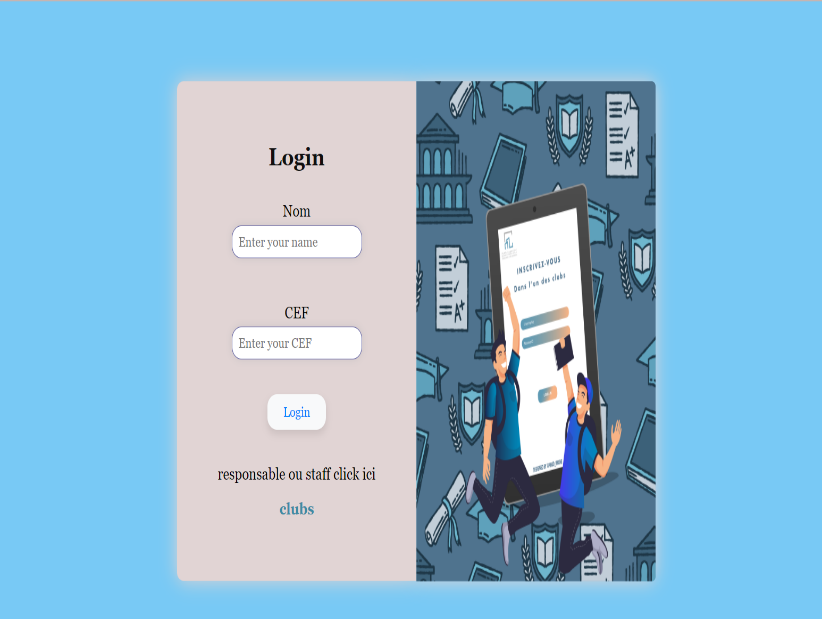 Login
Nom
Enter your name
CEF
Enter your CEF
Login
responsable ou staff click ici
clubs
A+
INSCRIVEZ-VOUS
Dans l'un des clubs
A+